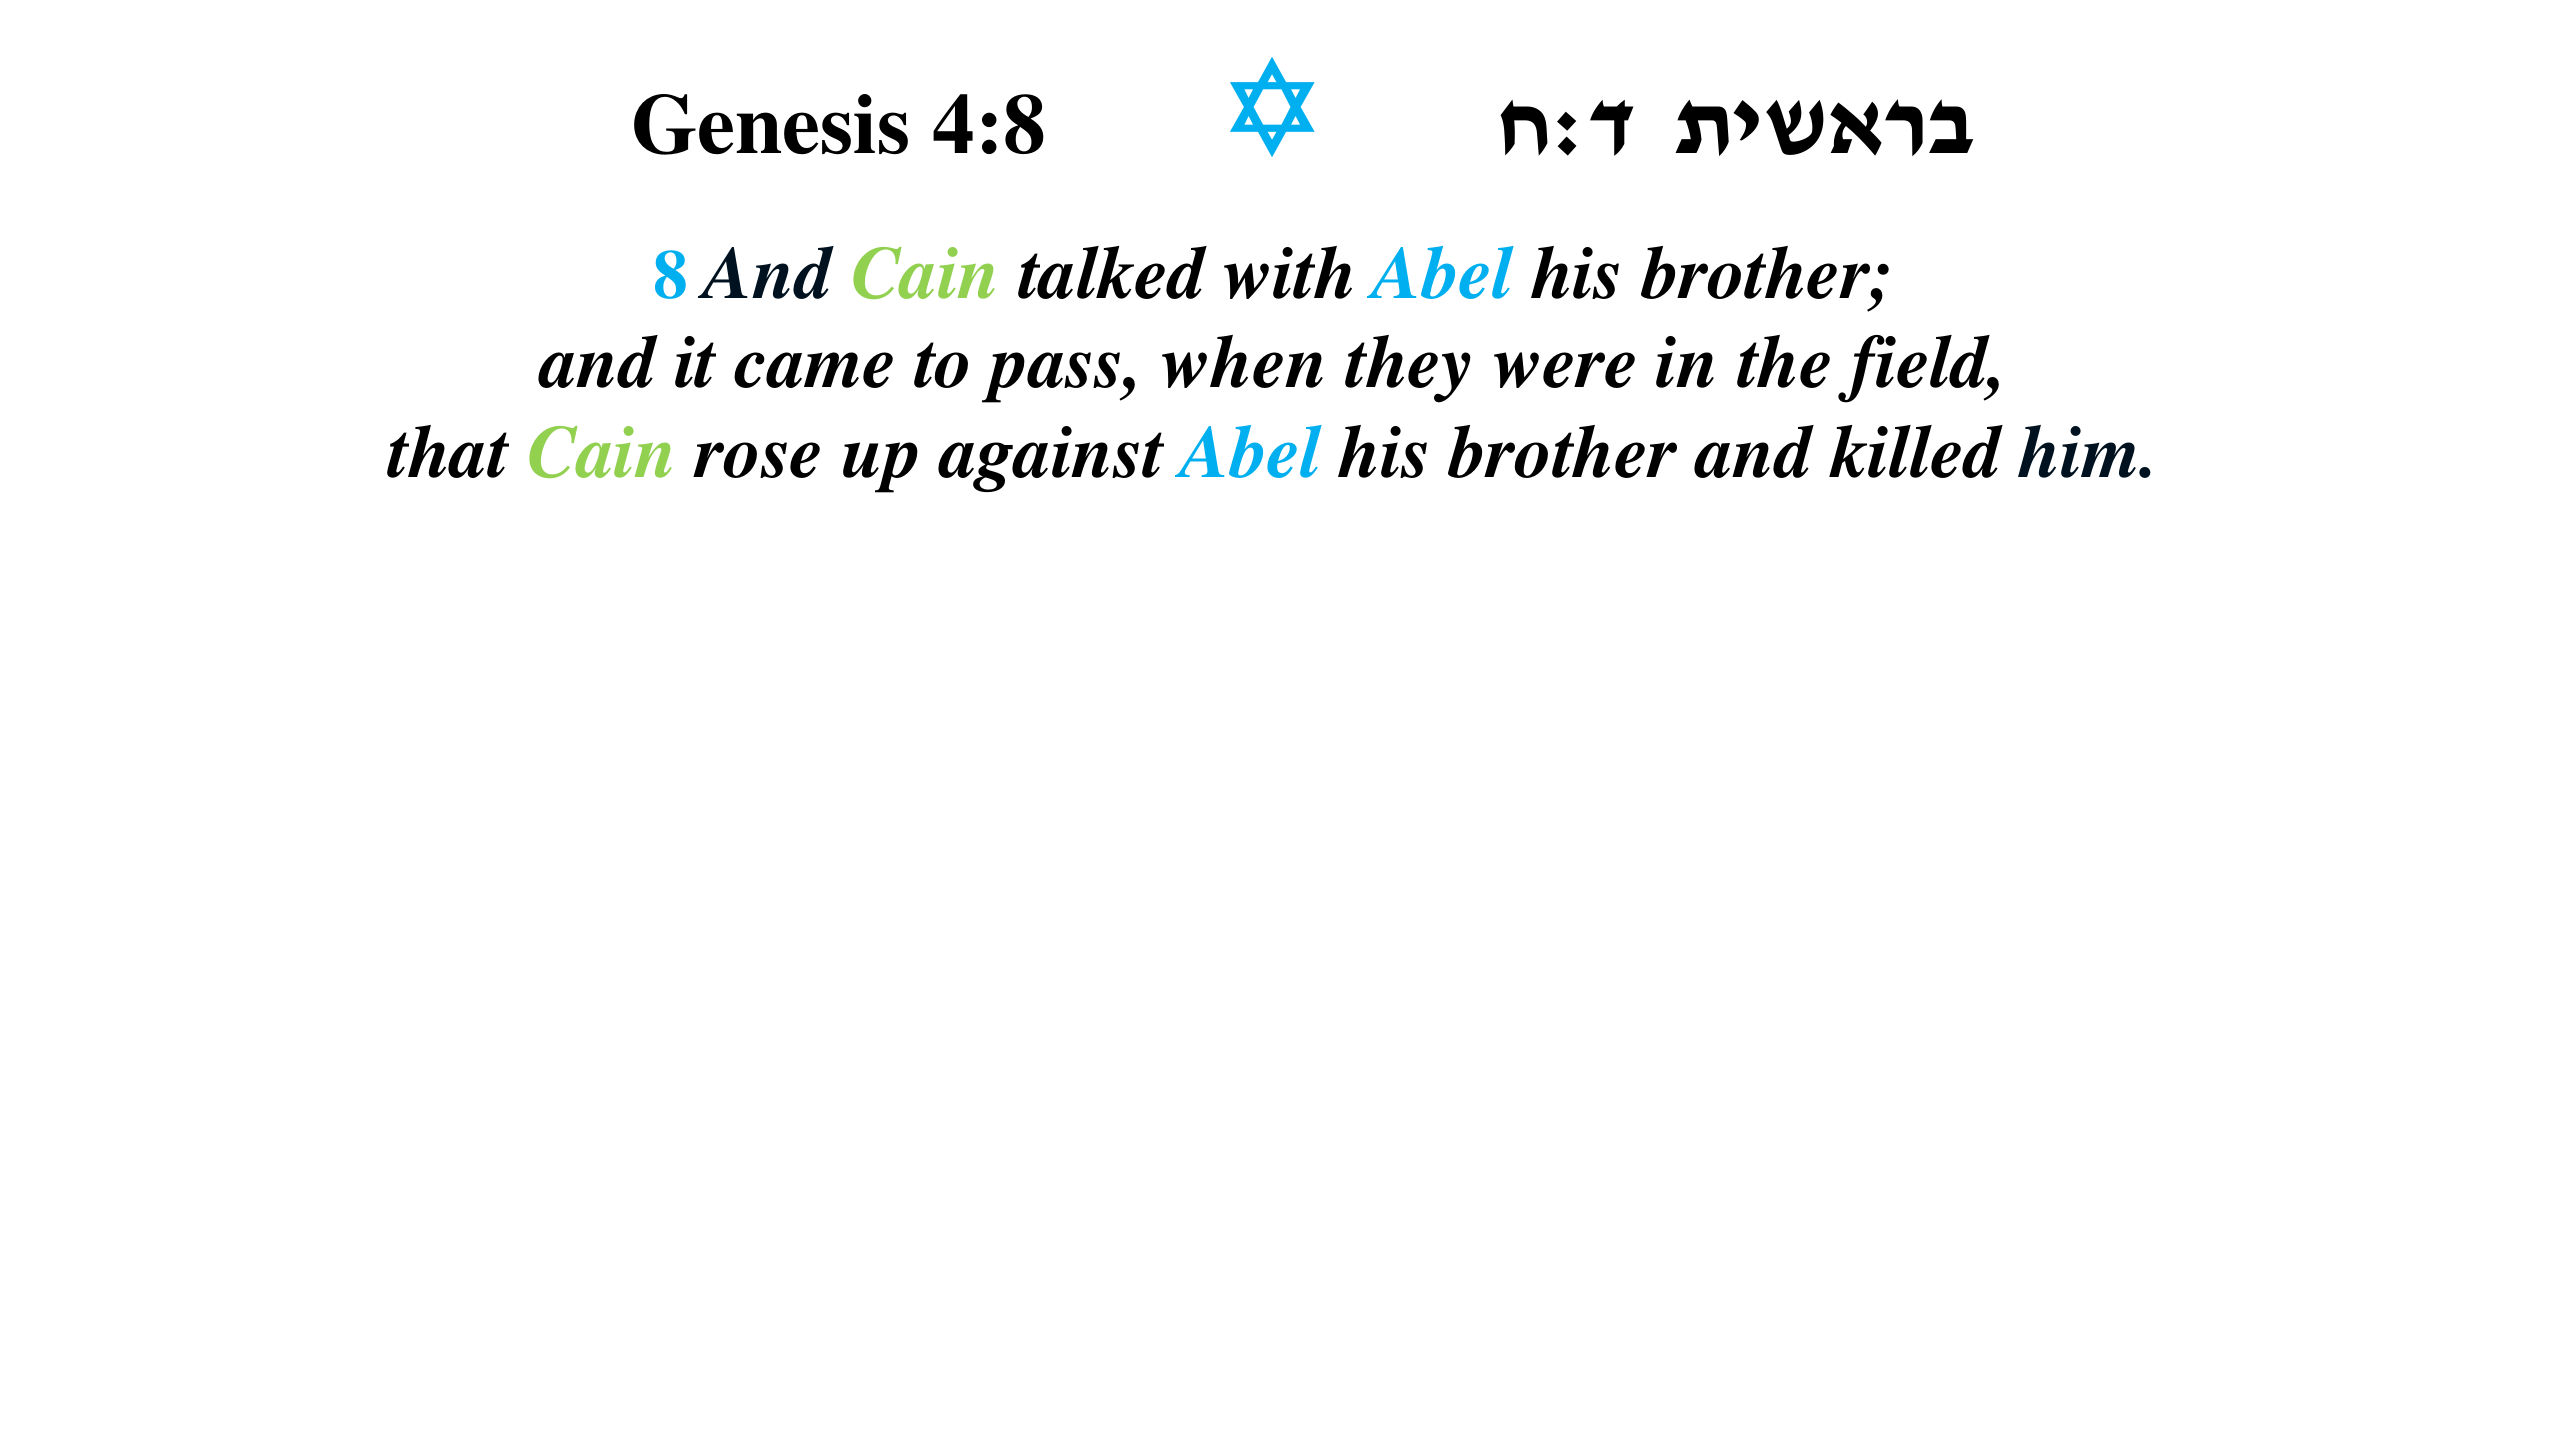 Genesis 4:8 ✡ בראשית ד:ח
8 And Cain talked with Abel his brother;
and it came to pass, when they were in the field,
that Cain rose up against Abel his brother and killed him.